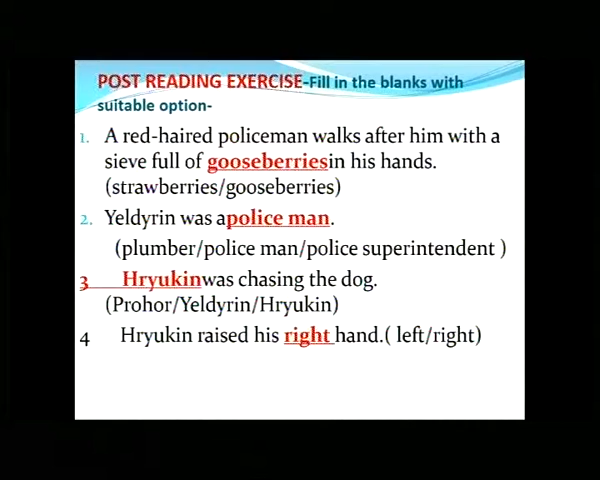 POST READING EXERCISE-Fill in the blanks with
suitable option-
1. A red-haired policeman walks after him with a
sieve full of gooseberriesin his hands.
(strawberries/gooseberries)
2. Yeldyrin was apolice man.
(plumber/police man/police superintendent )
3 Hryukinwas chasing the dog.
(Prohor/Yeldyrin/Hryukin)
4 Hryukin raised his right hand.( left/right)